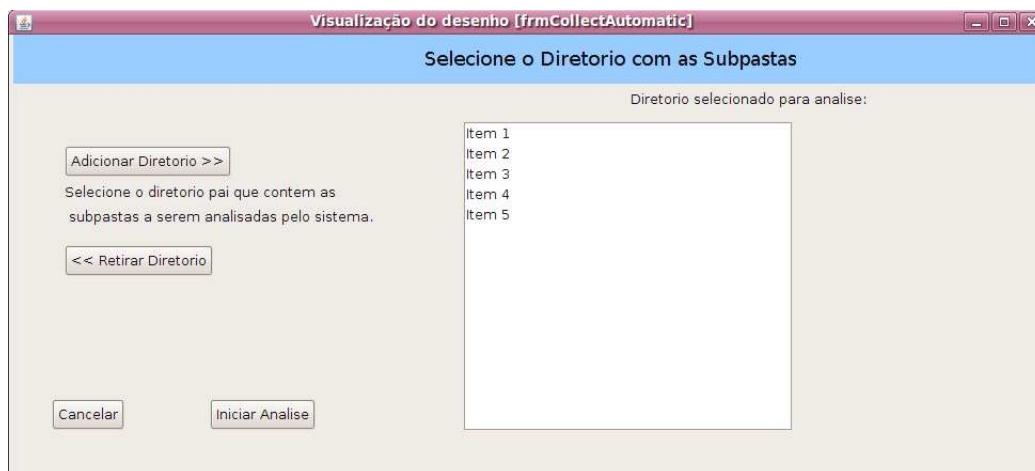 Visualização do desenho [frmCollectAutomatic]
Selecione o Diretorio com as Subpastas
Diretorio selecionado para analise:
Adicionar Diretorio >>
Selecione o diretorio pai que contem as
subpastas a serem analisadas pelo sistema.
<< Retirar Diretorio
Item 1
Item 2
Item 3
Item 4
Item 5
Cancelar
Iniciar Analise